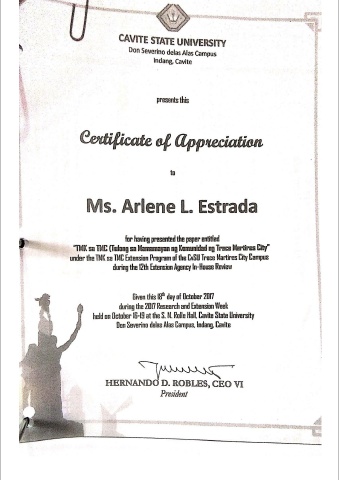 CAVITE STATE UNIVERSITY
Don Severino delas Alas Campus
Indang, Cavite
presents this
Certificate of Appreciation
to
Ms. Arlene L. Estrada
for having presented the paper entitled
"TMK sa TMC (Tulong sa Mamamayan ng Komunidad ng Trece Martires City"
under the TMK sa TMC Extension Program of the CvSU Trece Martires City Campus
during the 12th Extension Agency In-House Review
Given this 18th day of October 2017
during the 2017 Research and Extension Week
held on October 16-19 at the S. N. Rolle Hall, Cavite State University
Don Severino delas Alas Campus, Indang, Cavite
HERNANDO D. ROBLES, CEO VI
President